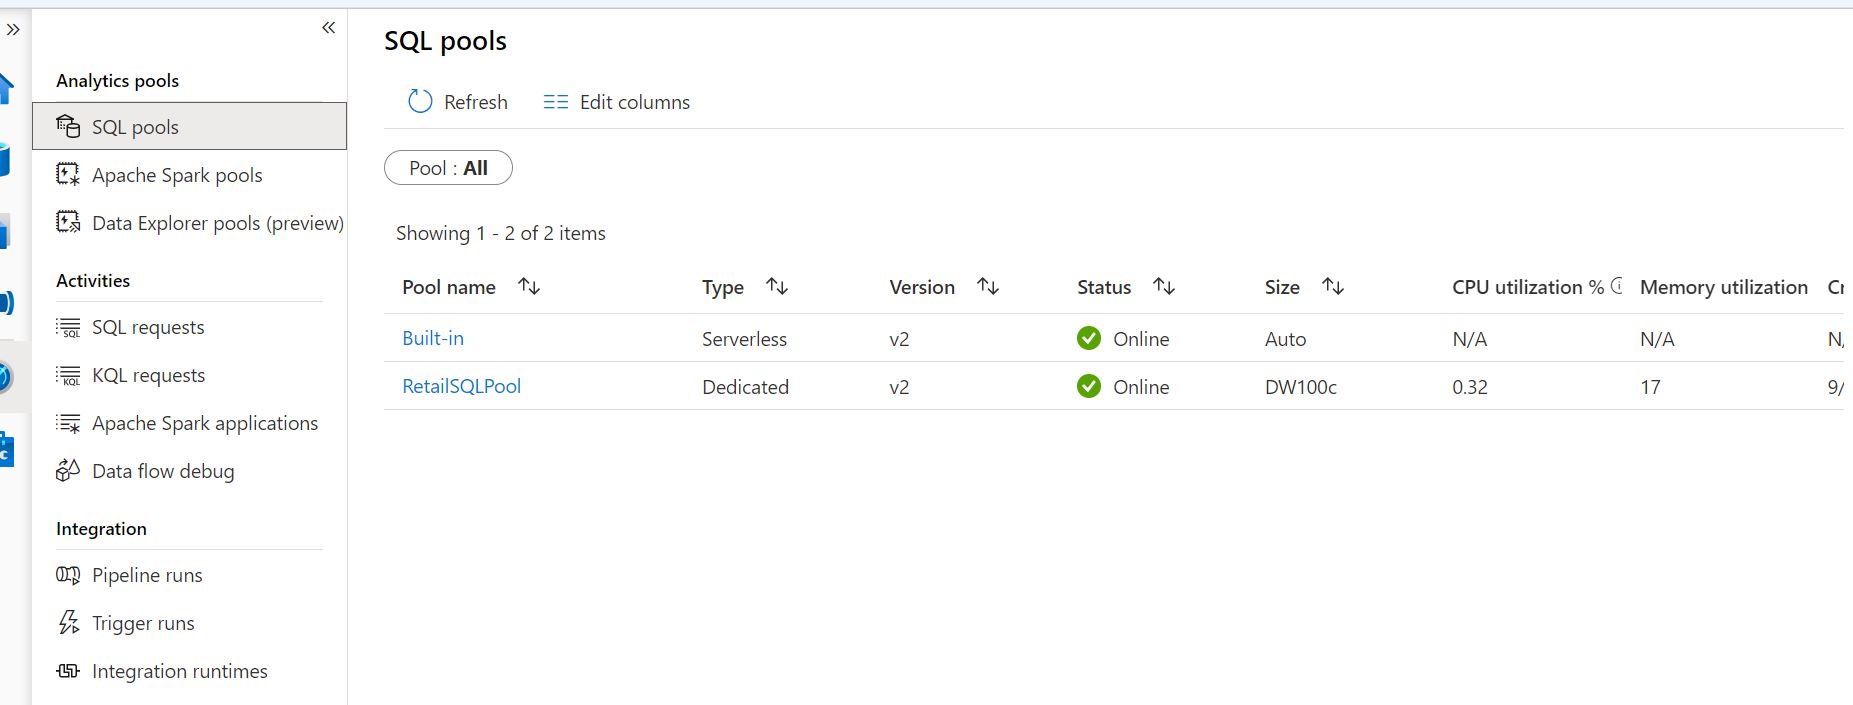 Analytics pools
SQL pools
Apache Spark pools
Data Explorer pools (preview)
Activities
SQL requests
KQL requests
Apache Spark applications
Data flow debug
Integration
Pipeline runs
Trigger runs
Integration runtimes
SQL pools
Refresh Edit columns
Pool : All
Showing 1 - 2 of 2 items
Pool name Type Version Status Size CPU utilization % Memory utilization
Built-in Serverless v2 Online Auto N/A N/A
RetailSQLPool Dedicated v2 Online DW100c 0.32 17 9/